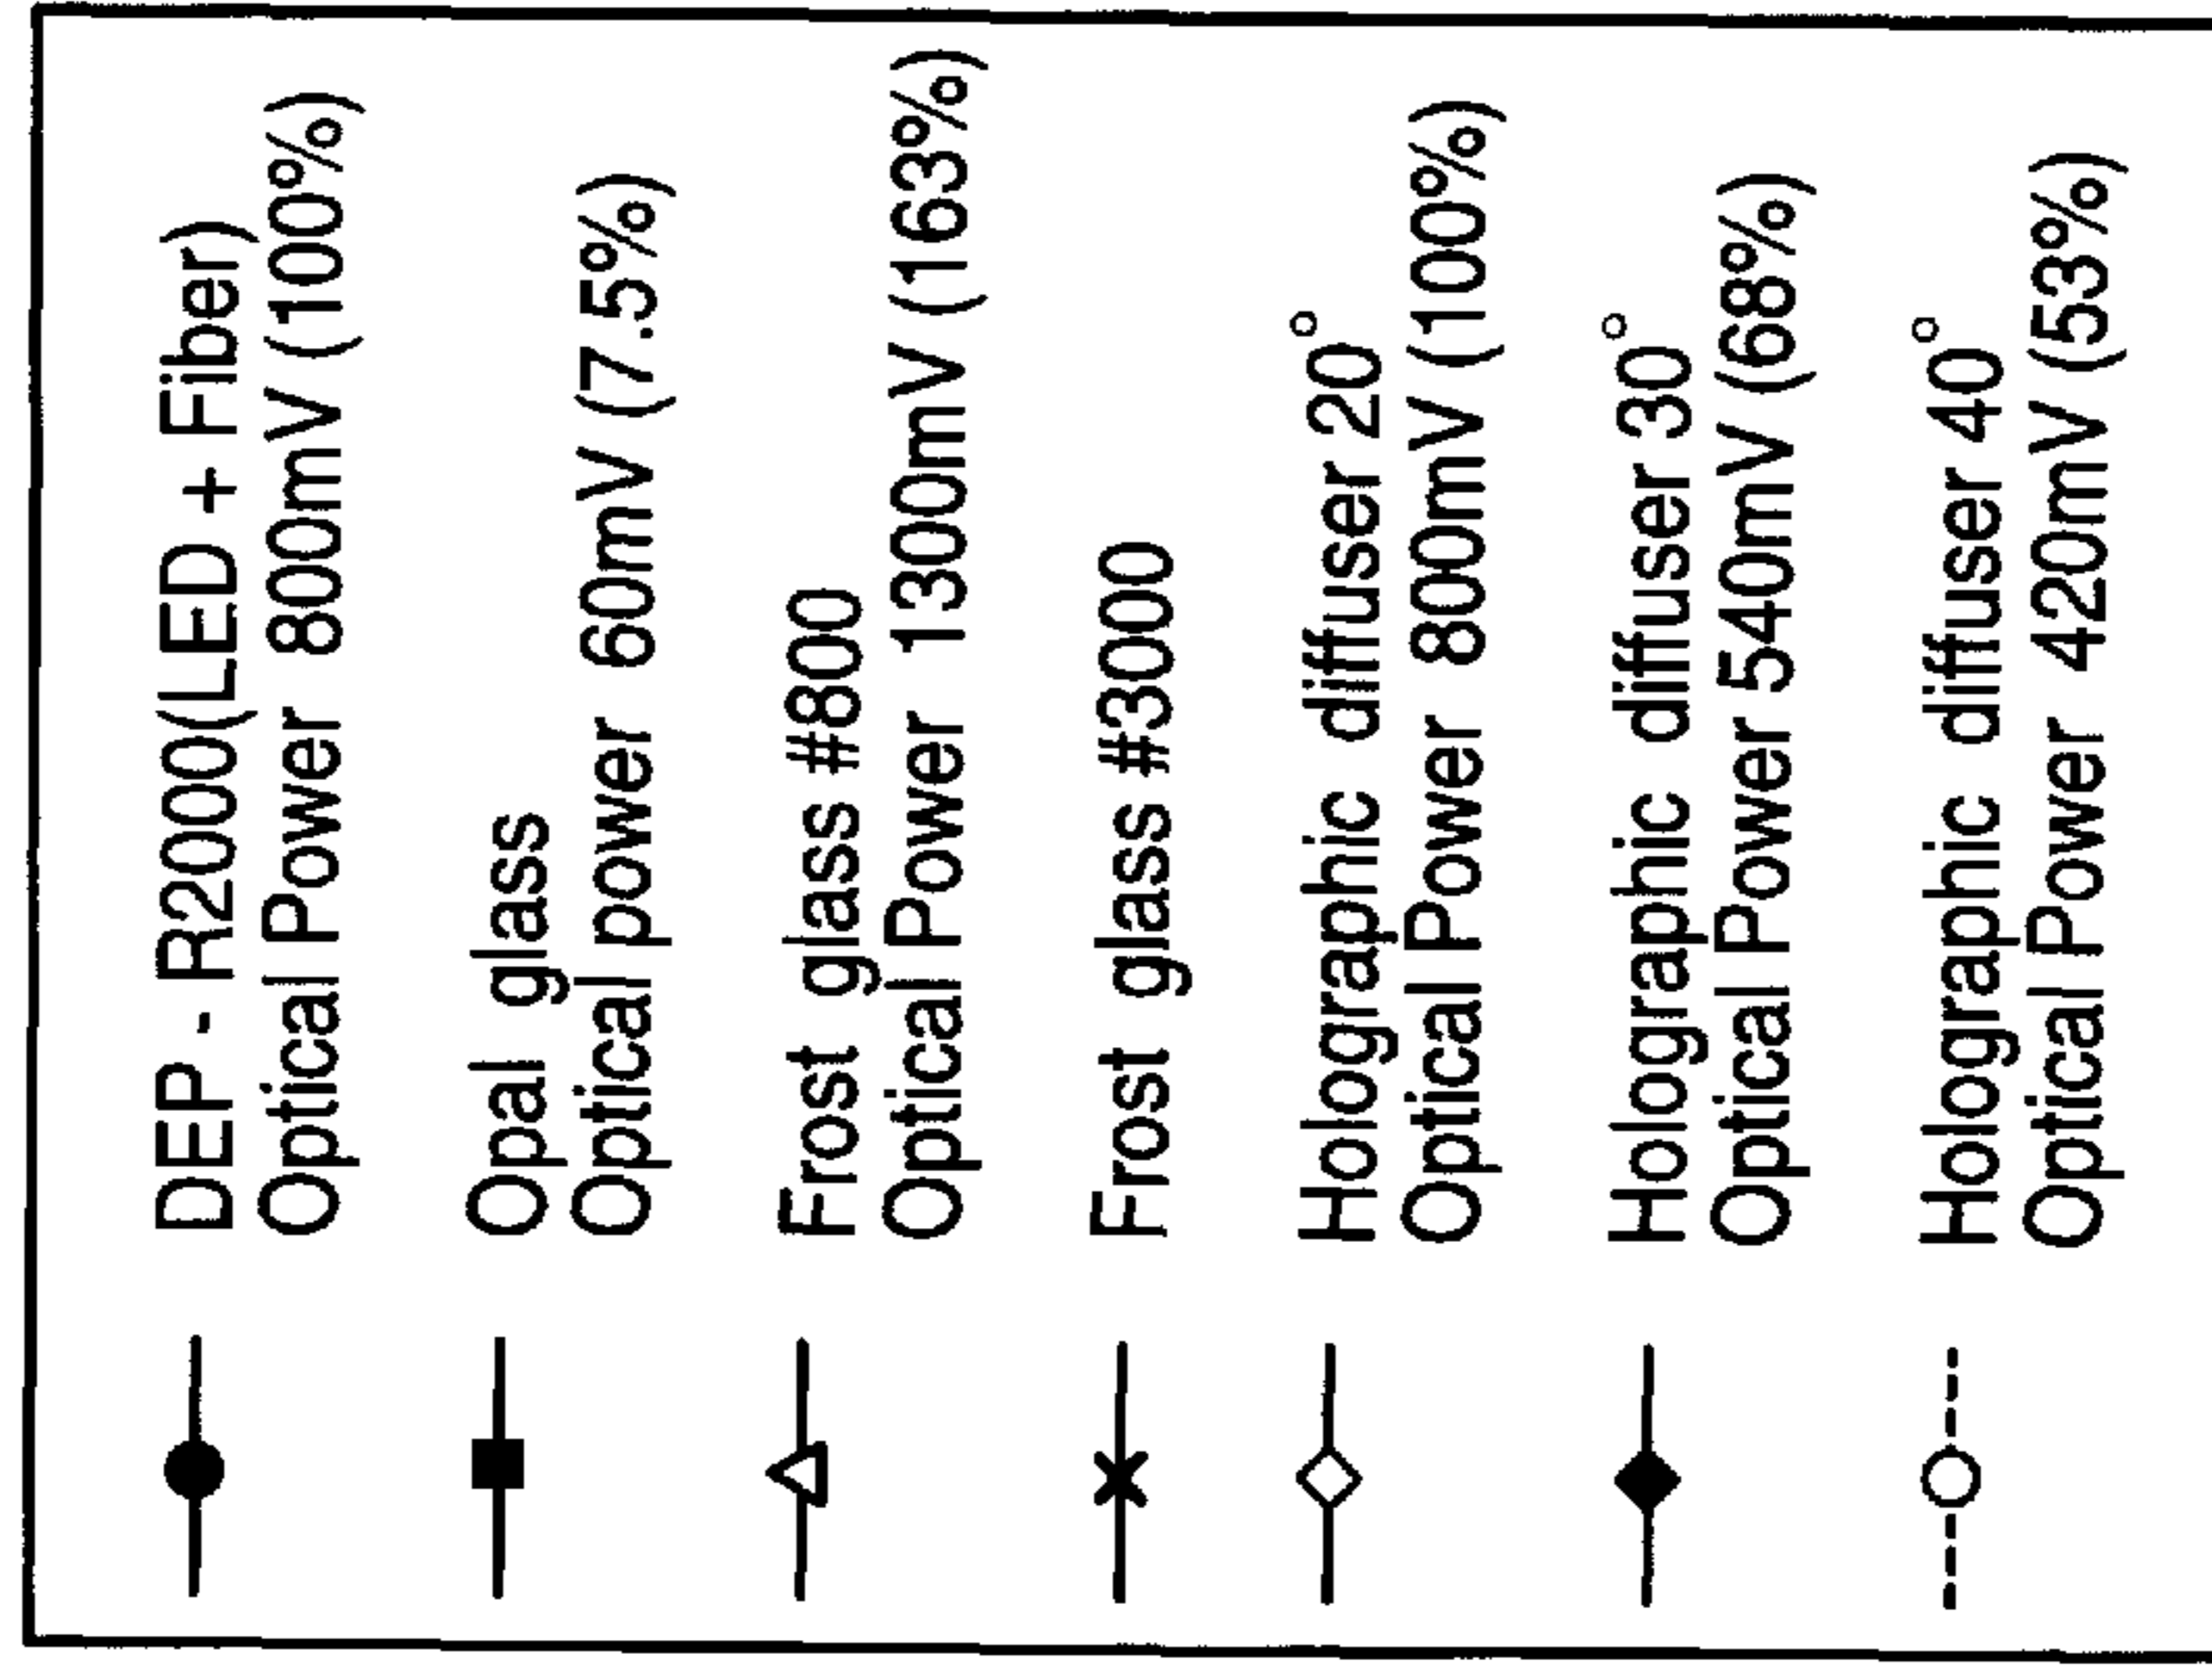 DEP - R2000(LED + Fiber)
Optical Power 800mV (100%)
Opal glass
Optical power 60mV (7.5%)
Frost glass #800
Optical Power 1300mV (163%)
Frost glass #3000
Holographic diffuser 20°
Optical Power 800mV (100%)
Holographic diffuser 30°
Optical Power 540mV (68%)
Holographic diffuser 40°
Optical Power 420mV (53%)